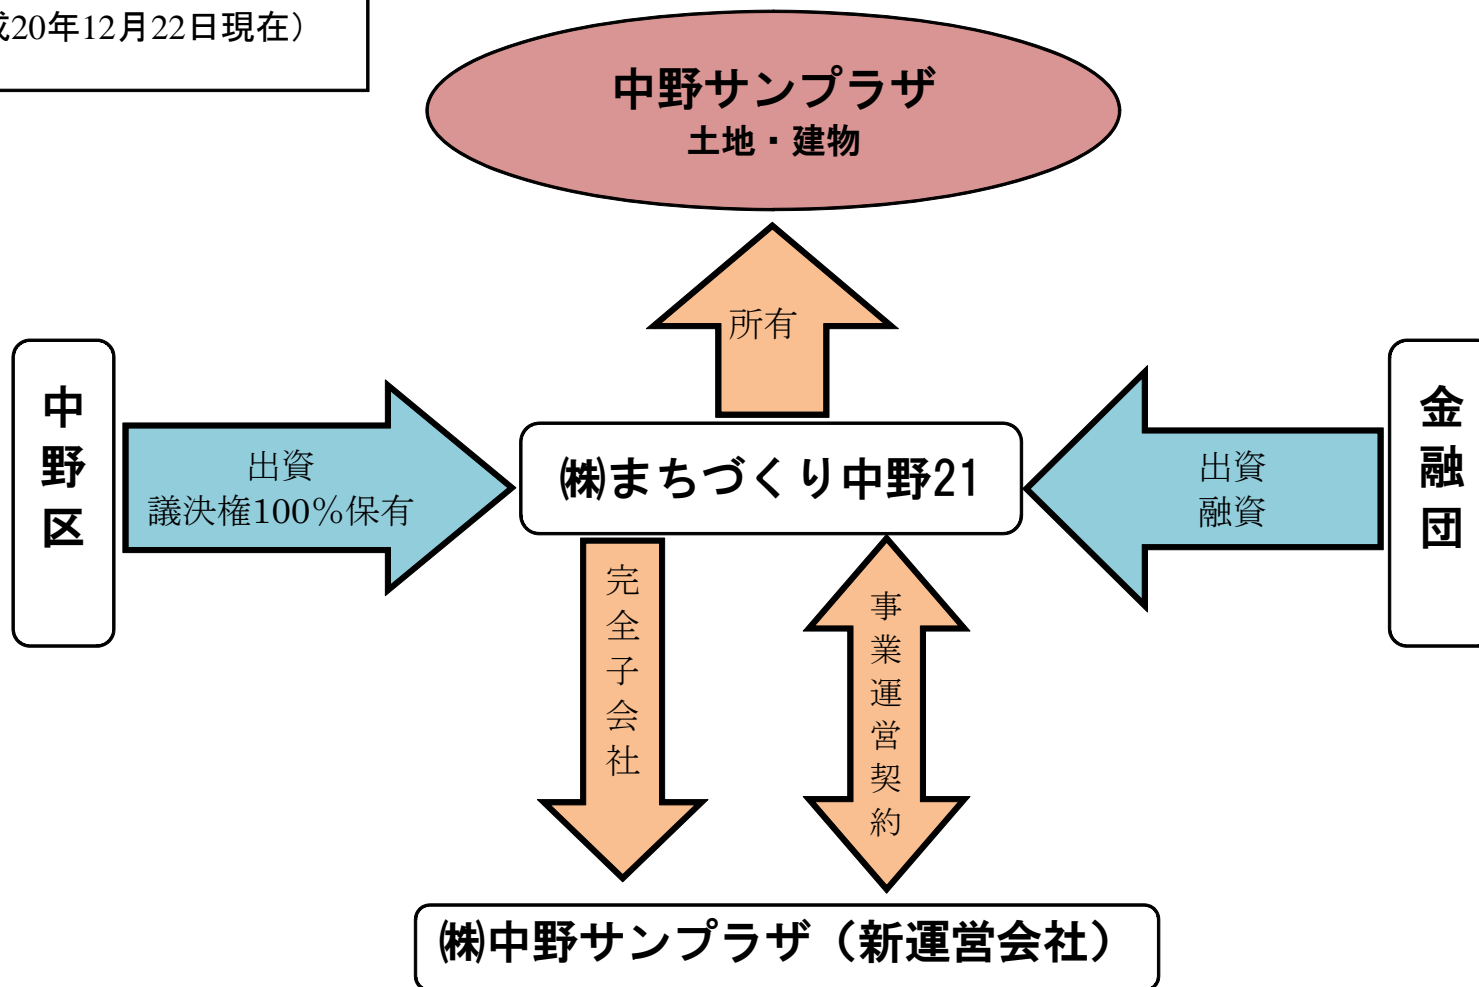 成20年12月22日現在）
中野サンプラザ
土地・建物
所有
中野区
出資
議決権100%保有
㈱まちづくり中野21
出資
融資
金融団
完全子会社
事業運営契約
㈱中野サンプラザ（新運営会社）